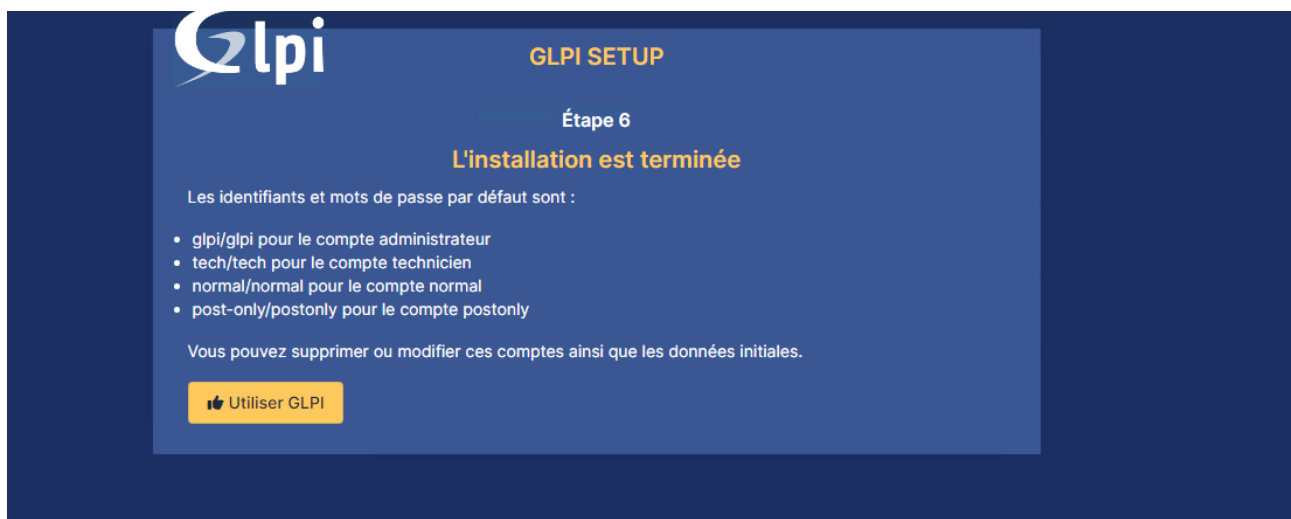 Glpi
GLPI SETUP
Étape 6
L'installation est terminée
Les identifiants et mots de passe par défaut sont :
• glpi/glpi pour le compte administrateur
• tech/tech pour le compte technicien
• normal/normal pour le compte normal
• post-only/postonly pour le compte postonly
Vous pouvez supprimer ou modifier ces comptes ainsi que les données initiales.
Utiliser GLPI